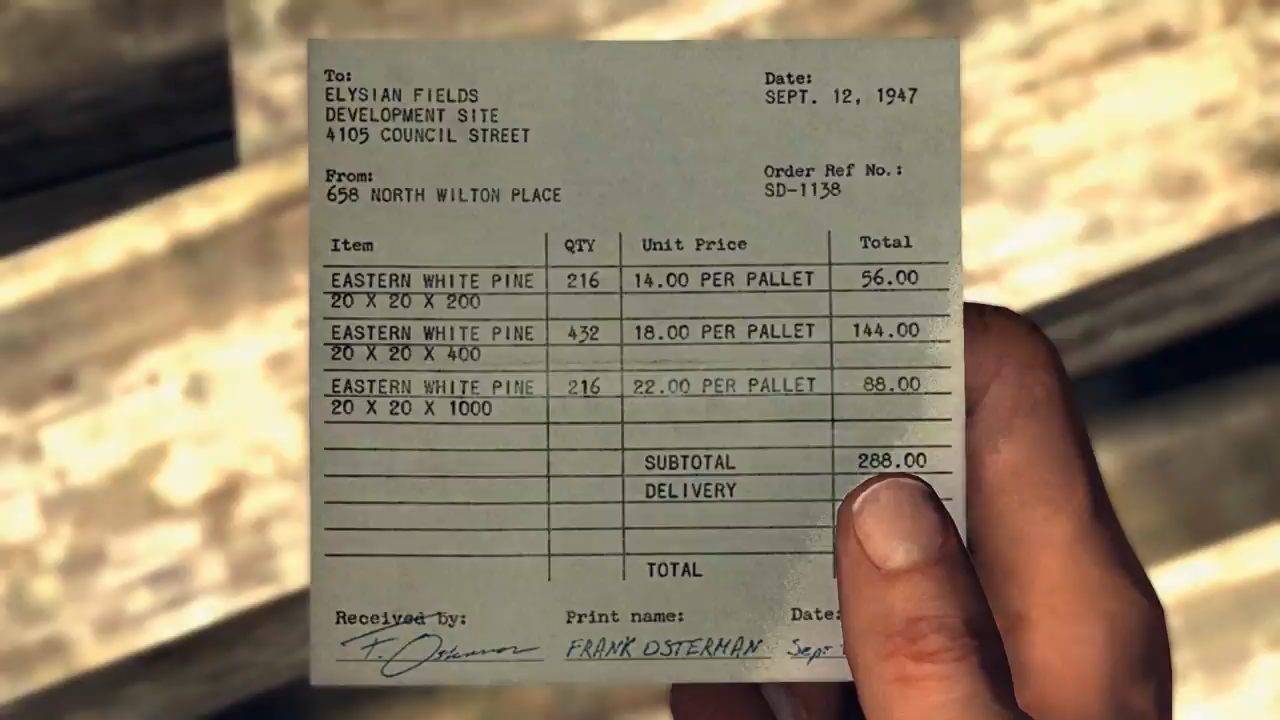 To:
ELYSIAN FIELDS
DEVELOPMENT SITE
4105 COUNCIL STREET
Date:
SEPT. 12, 1947
From:
658 NORTH WILTON PLACE
Order Ref No.:
SD-1138
Item QTY Unit Price Total
EASTERN WHITE PINE 216 14.00 PER PALLET 56.00
20 X 20 X 200
EASTERN WHITE PINE 432 18.00 PER PALLET 144.00
20 X 20 X 400
EASTERN WHITE PINE 216 22.00 PER PALLET 88.00
20 X 20 X 1000
SUBTOTAL 288.00
DELIVERY
TOTAL
Received by: Print name: Date:
F. Osterman FRANK OSTERMAN Sept